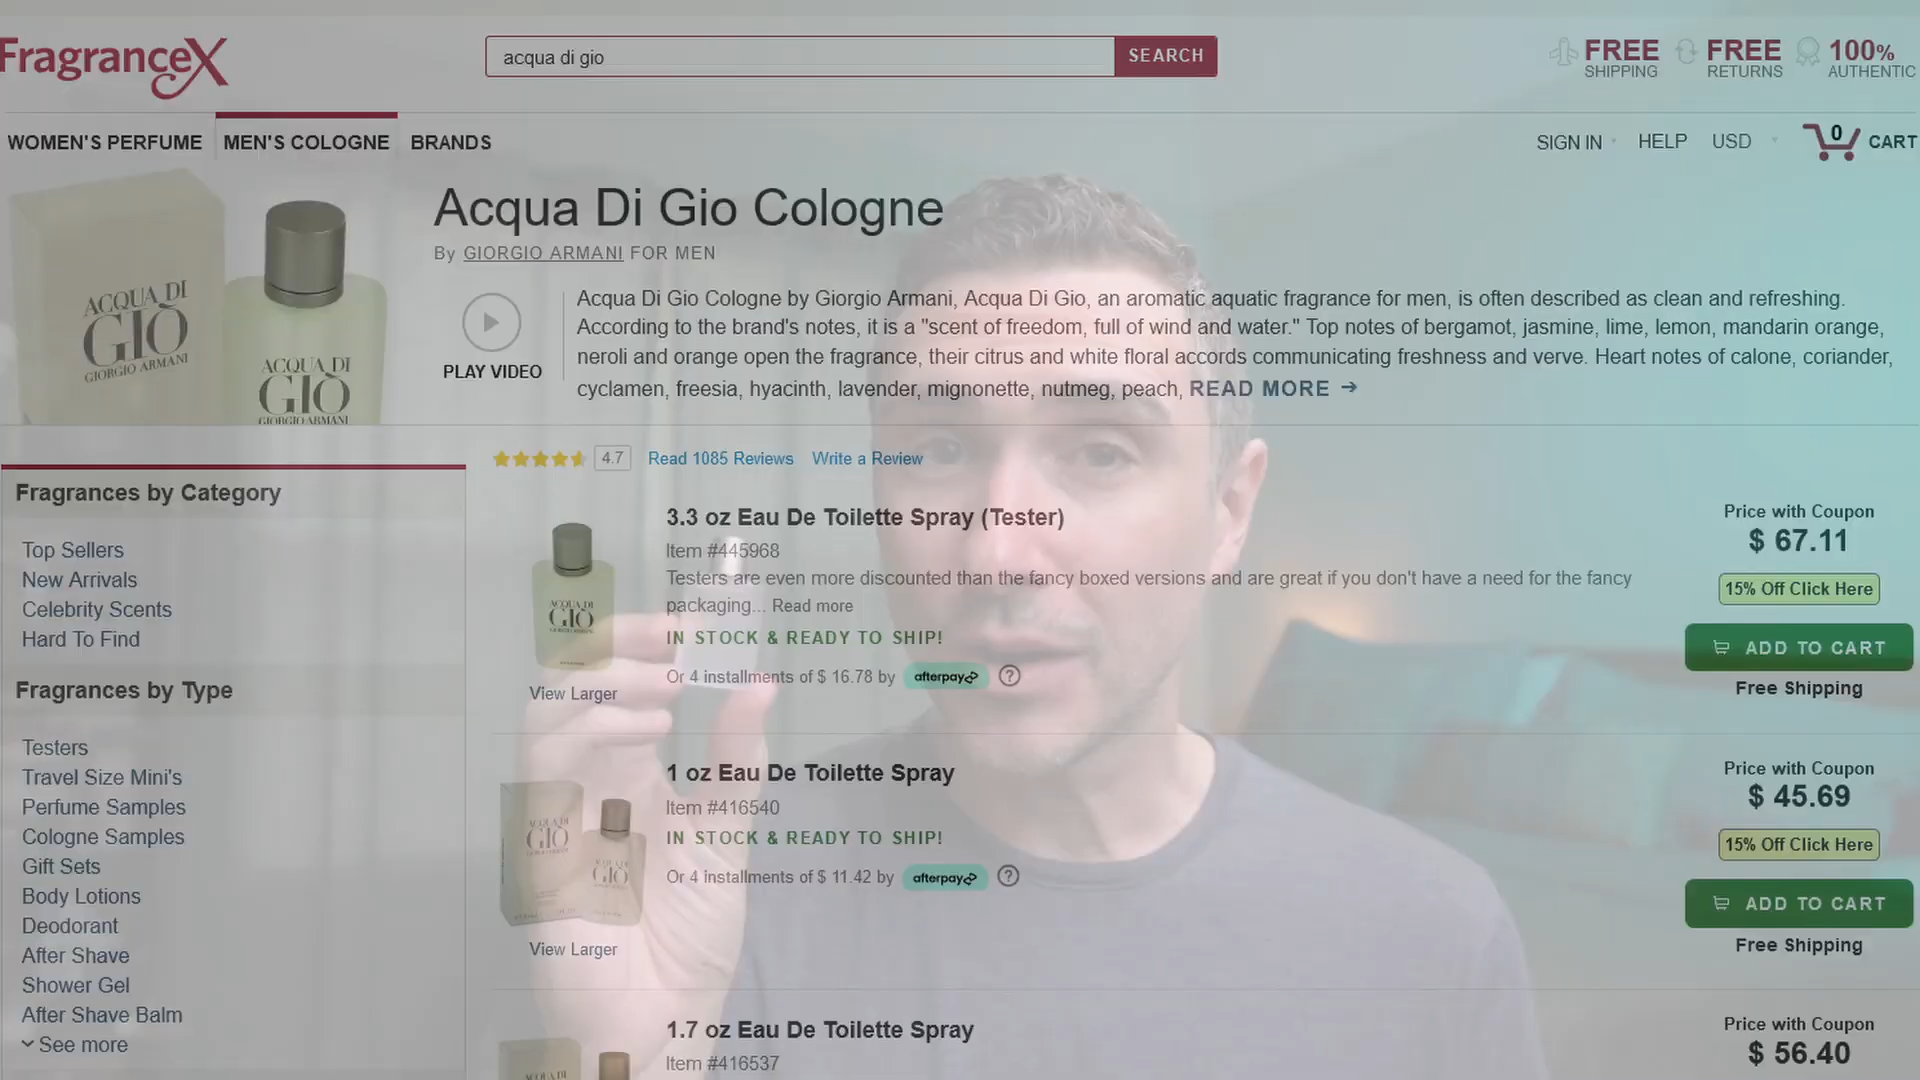 FragranceX
acqua di gio
SEARCH
FREE
SHIPPING
FREE
RETURNS
100%
AUTHENTIC
WOMEN'S PERFUME
MEN'S COLOGNE
BRANDS
SIGN IN
HELP
USD
0
CART
ACQUA DI
GIÒ
GIORGIO ARMANI
ACQUA DI
GIÒ
GIORGIO ARMANI
Acqua Di Gio Cologne
By GIORGIO ARMANI FOR MEN
PLAY VIDEO
Acqua Di Gio Cologne by Giorgio Armani, Acqua Di Gio, an aromatic aquatic fragrance for men, is often described as clean and refreshing.
According to the brand's notes, it is a "scent of freedom, full of wind and water." Top notes of bergamot, jasmine, lime, lemon, mandarin orange,
neroli and orange open the fragrance, their citrus and white floral accords communicating freshness and verve. Heart notes of calone, coriander,
cyclamen, freesia, hyacinth, lavender, mignonette, nutmeg, peach, READ MORE →
Fragrances by Category
Top Sellers
New Arrivals
Celebrity Scents
Hard To Find
Fragrances by Type
Testers
Travel Size Mini's
Perfume Samples
Cologne Samples
Gift Sets
Body Lotions
Deodorant
After Shave
Shower Gel
After Shave Balm
See more
4.7
Read 1085 Reviews
Write a Review
ACQUA DI
GIÒ
View Larger
3.3 oz Eau De Toilette Spray (Tester)
Item #445968
Testers are even more discounted than the fancy boxed versions and are great if you don't have a need for the fancy
packaging... Read more
IN STOCK & READY TO SHIP!
Or 4 installments of $ 16.78 by afterpay ?
Price with Coupon
$ 67.11
15% Off Click Here
ADD TO CART
Free Shipping
ACQUA DI
GIÒ
ACQUA DI
GIÒ
View Larger
1 oz Eau De Toilette Spray
Item #416540
IN STOCK & READY TO SHIP!
Or 4 installments of $ 11.42 by afterpay ?
Price with Coupon
$ 45.69
15% Off Click Here
ADD TO CART
Free Shipping
ACQUA DI
1.7 oz Eau De Toilette Spray
Item #416537
Price with Coupon
$ 56.40